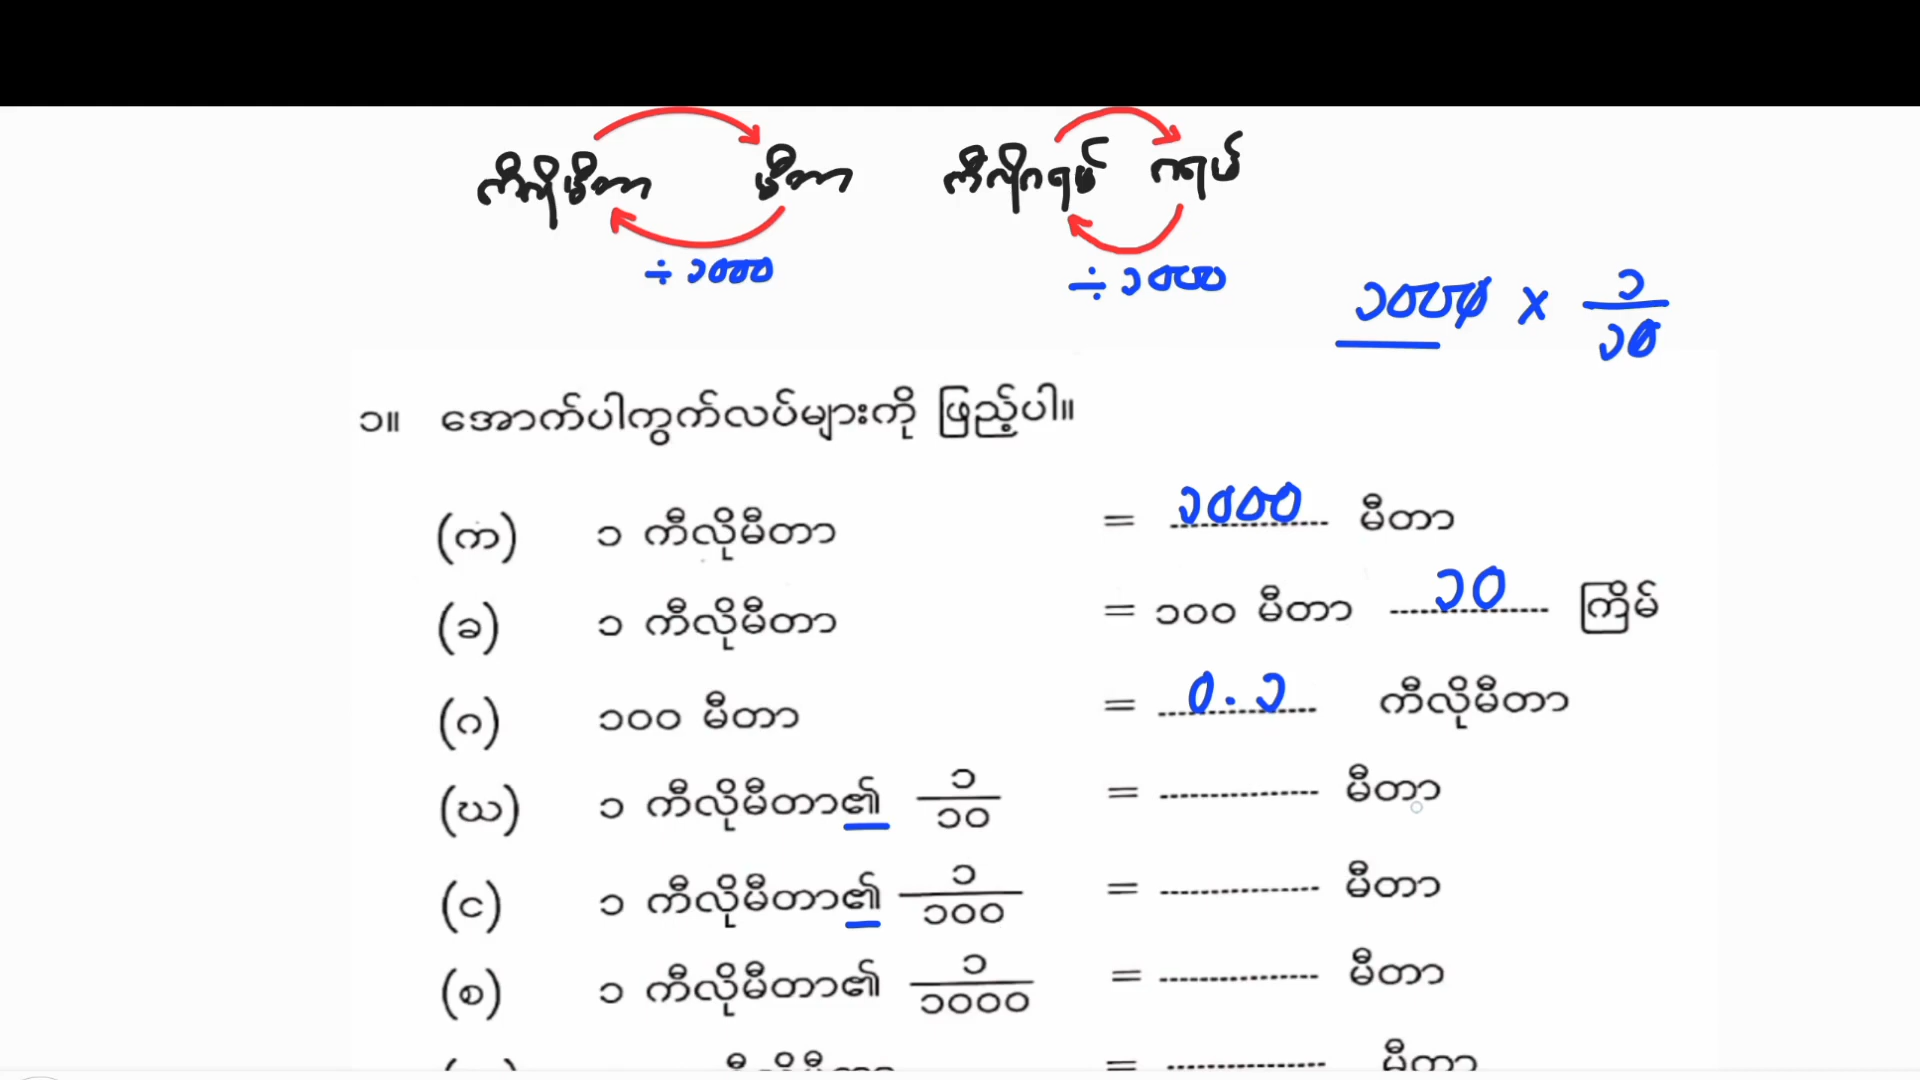 ကီလိုမီတာ မီတာ ကီလိုဂရမ် ဂရမ်
÷ ၁၀၀၀ ÷ ၁၀၀၀
၁၀၀၀ × ၁/၁၀
၁။ အောက်ပါကွက်လပ်များကို ဖြည့်ပါ။
(က) ၁ ကီလိုမီတာ = ၁၀၀၀ မီတာ
(ခ) ၁ ကီလိုမီတာ = ၁၀၀ မီတာ ၁၀ ကြိမ်
(ဂ) ၁၀၀ မီတာ = ၀.၁ ကီလိုမီတာ
(ဃ) ၁ ကီလိုမီတာ၏ ၁/၁၀ = .................... မီတာ
(င) ၁ ကီလိုမီတာ၏ ၁/၁၀၀ = .................... မီတာ
(စ) ၁ ကီလိုမီတာ၏ ၁/၁၀၀၀ = .................... မီတာ